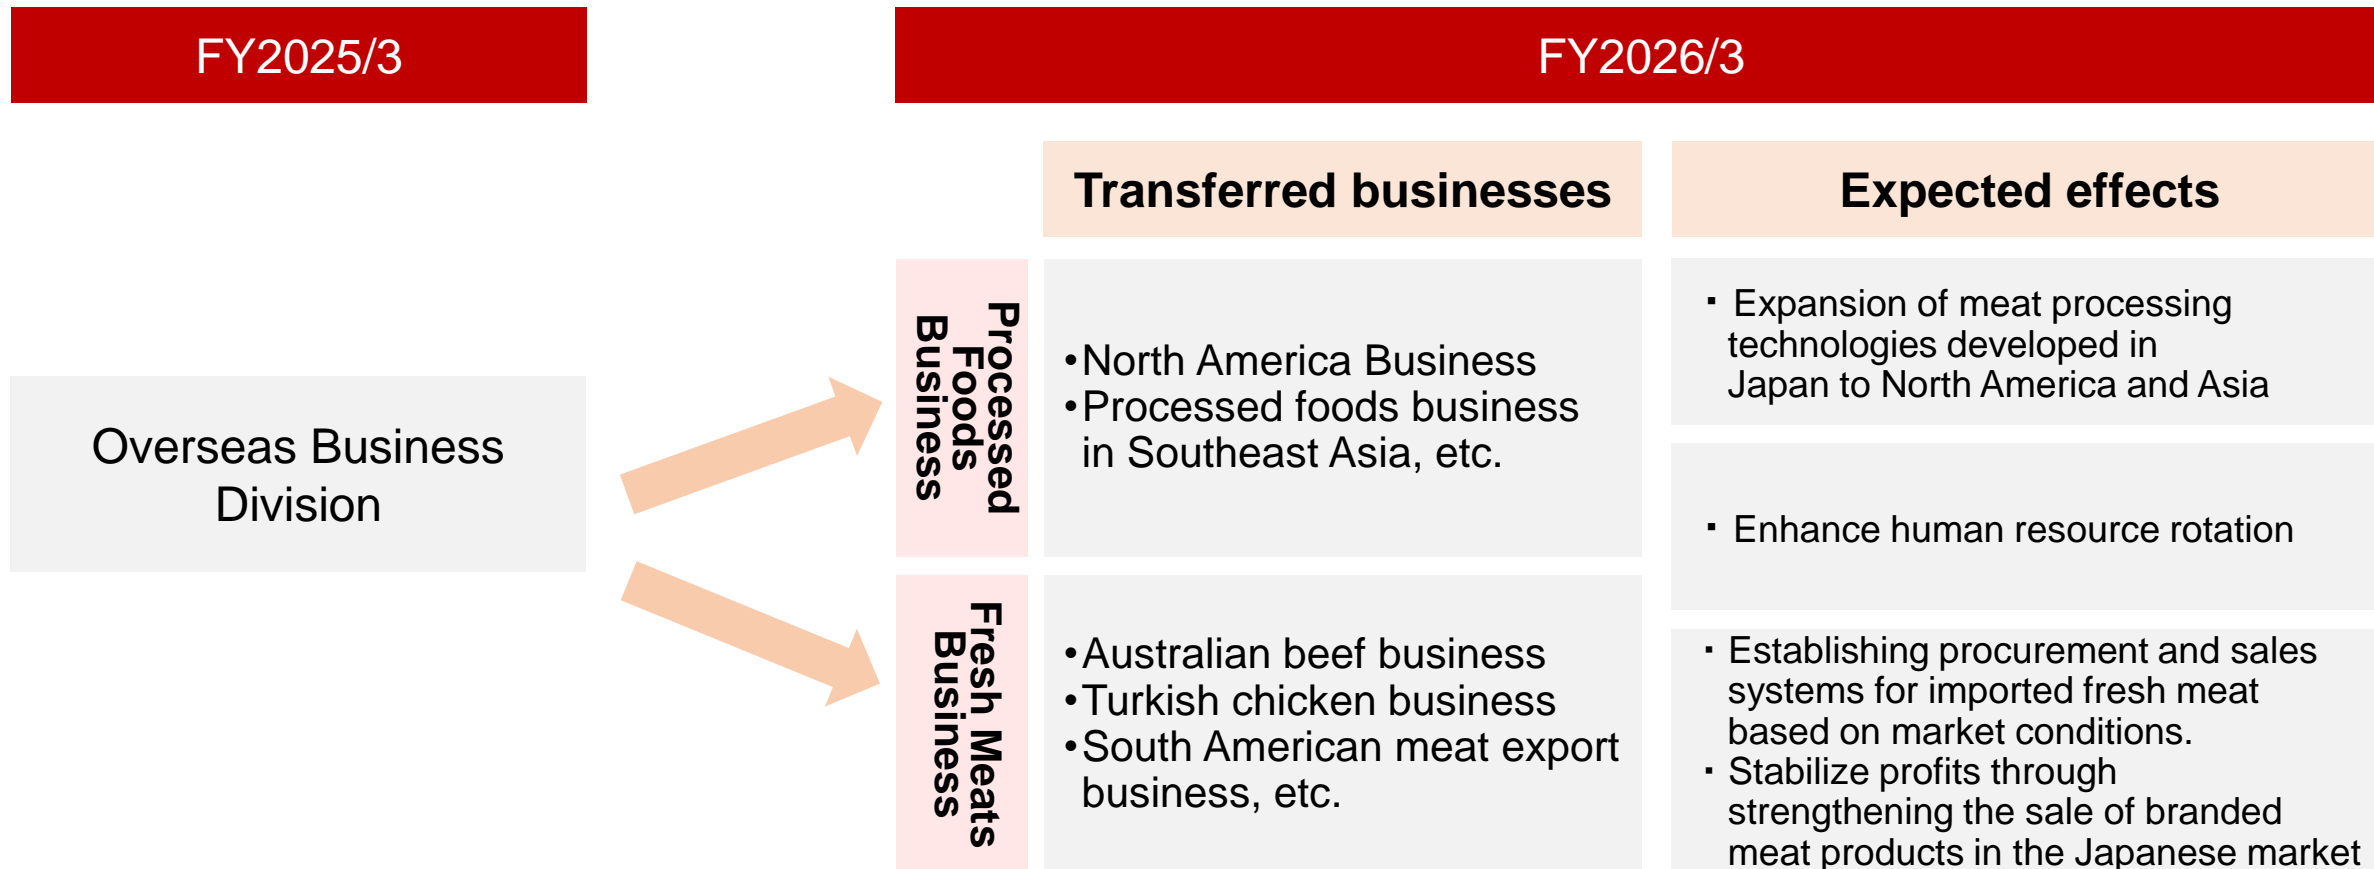 FY2025/3
FY2026/3
Transferred businesses
Expected effects
Overseas Business
Division
Processed
Foods
Business
•North America Business
•Processed foods business
in Southeast Asia, etc.
▪ Expansion of meat processing
technologies developed in
Japan to North America and Asia
▪ Enhance human resource rotation
Fresh Meats
Business
•Australian beef business
•Turkish chicken business
•South American meat export
business, etc.
▪ Establishing procurement and sales
systems for imported fresh meat
based on market conditions.
▪ Stabilize profits through
strengthening the sale of branded
meat products in the Japanese market